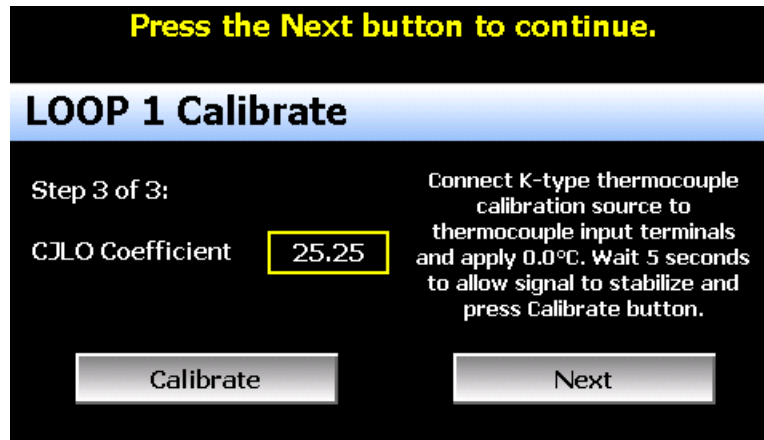 Press the Next button to continue.
LOOP 1 Calibrate
Step 3 of 3:
CJLO Coefficient 25.25
Connect K-type thermocouple
calibration source to
thermocouple input terminals
and apply 0.0°C. Wait 5 seconds
to allow signal to stabilize and
press Calibrate button.
Calibrate
Next